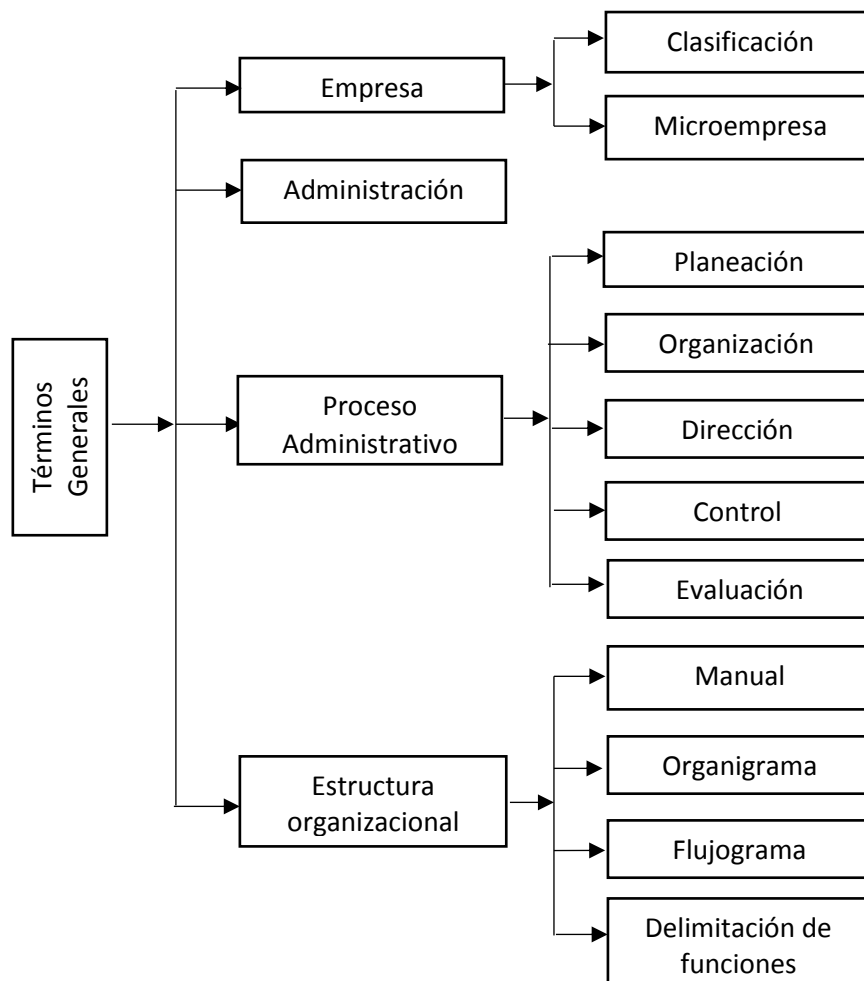 Términos
Generales
Empresa
Clasificación
Microempresa
Administración
Proceso
Administrativo
Planeación
Organización
Dirección
Control
Evaluación
Estructura
organizacional
Manual
Organigrama
Flujograma
Delimitación de
funciones